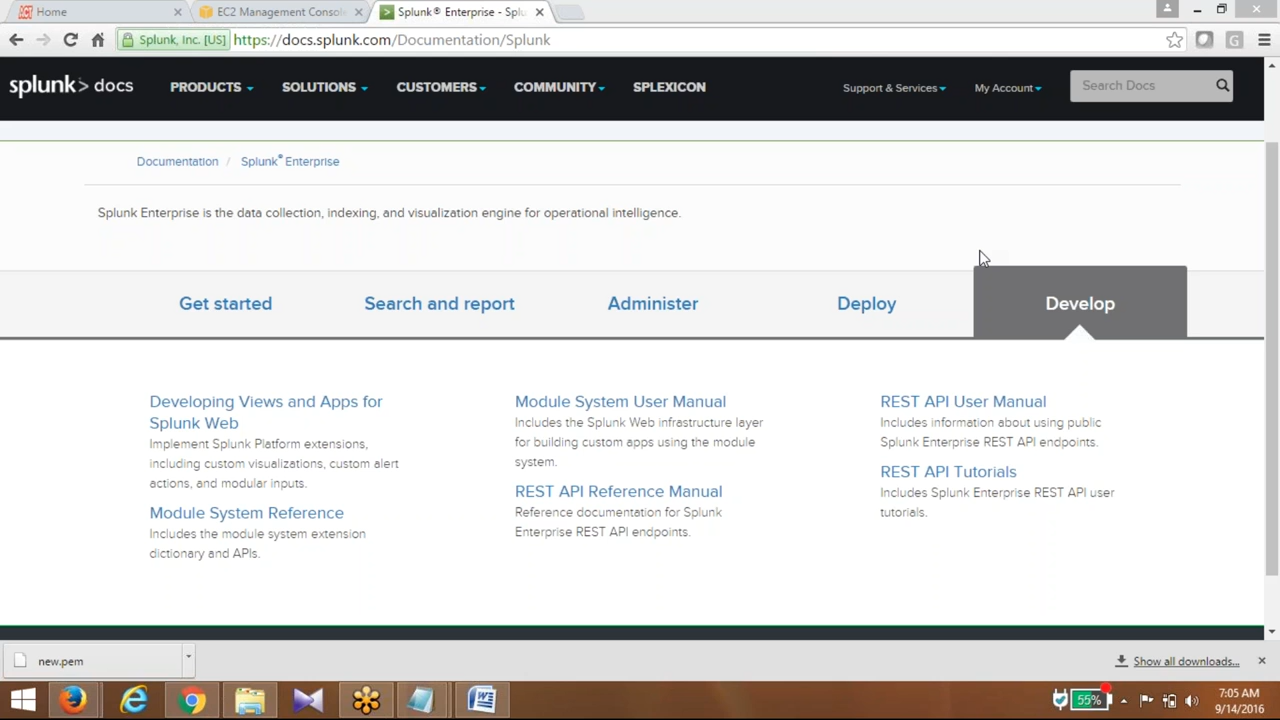 Home
EC2 Management Console
Splunk® Enterprise - Splu
Splunk, Inc. [US]
https://docs.splunk.com/Documentation/Splunk
splunk> docs
PRODUCTS
SOLUTIONS
CUSTOMERS
COMMUNITY
SPLEXICON
Support & Services
My Account
Search Docs
Documentation / Splunk® Enterprise
Splunk Enterprise is the data collection, indexing, and visualization engine for operational intelligence.
Get started
Search and report
Administer
Deploy
Develop
Developing Views and Apps for
Splunk Web
Implement Splunk Platform extensions,
including custom visualizations, custom alert
actions, and modular inputs.
Module System Reference
Includes the module system extension
dictionary and APIs.
Module System User Manual
Includes the Splunk Web infrastructure layer
for building custom apps using the module
system.
REST API Reference Manual
Reference documentation for Splunk
Enterprise REST API endpoints.
REST API User Manual
Includes information about using public
Splunk Enterprise REST API endpoints.
REST API Tutorials
Includes Splunk Enterprise REST API user
tutorials.
new.pem
Show all downloads...
55%
7:05 AM
9/14/2016